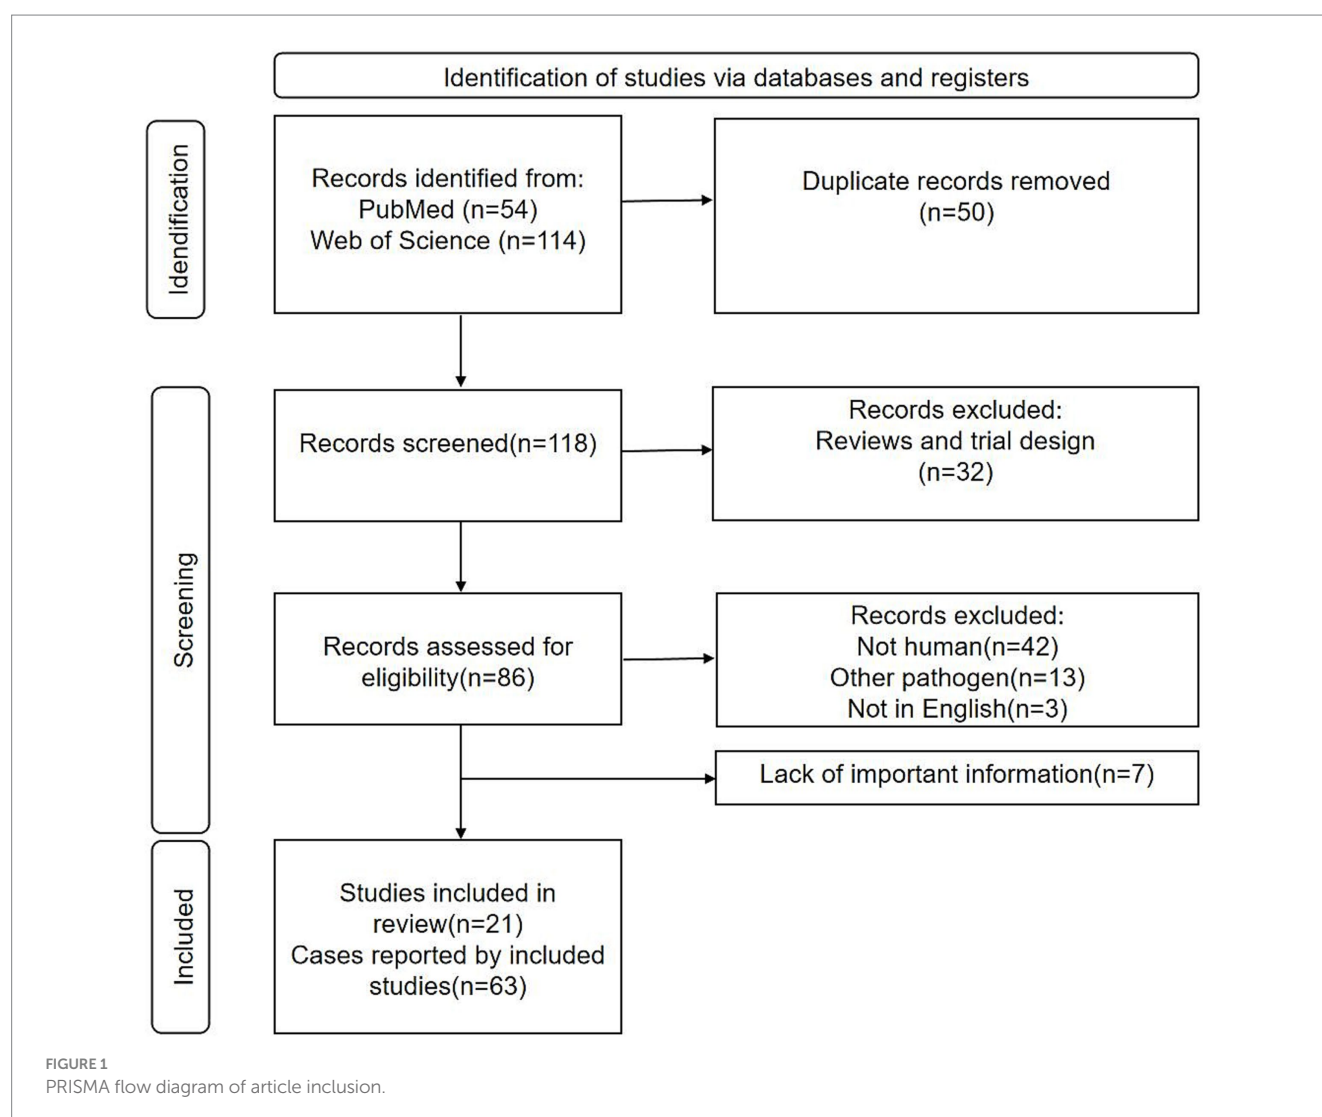 Identification of studies via databases and registers
Idendification
Records identified from:
PubMed (n=54)
Web of Science (n=114)
Duplicate records removed
(n=50)
Screening
Records screened(n=118)
Records excluded:
Reviews and trial design
(n=32)
Records assessed for
eligibility(n=86)
Records excluded:
Not human(n=42)
Other pathogen(n=13)
Not in English(n=3)
Lack of important information(n=7)
Included
Studies included in
review(n=21)
Cases reported by included
studies(n=63)
FIGURE 1
PRISMA flow diagram of article inclusion.